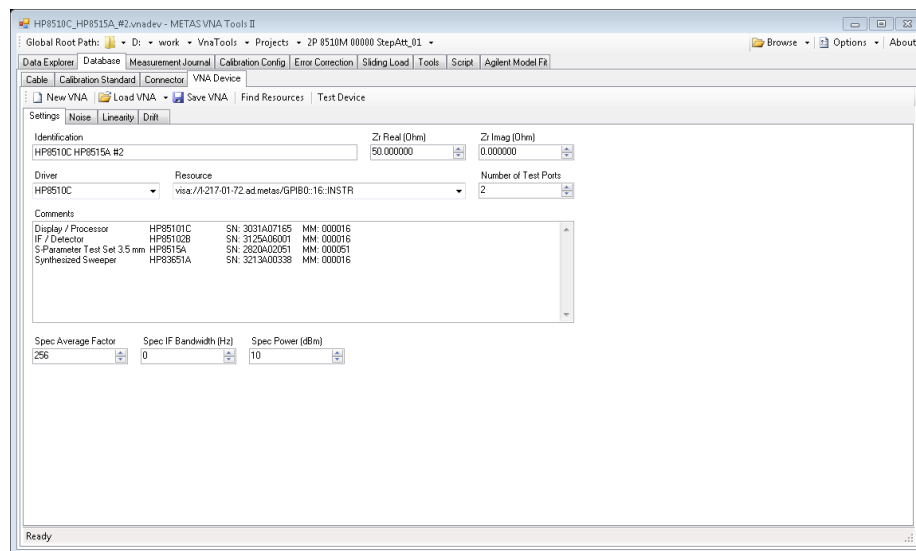 HP8510C_HP8515A_#2.vnadev - METAS VNA Tools II
Global Root Path: D: work VnaTools Projects 2P 8510M 00000 StepAtt_01 Browse Options About
Data Explorer Database Measurement Journal Calibration Config Error Correction Sliding Load Tools Script Agilent Model Fit
Cable Calibration Standard Connector VNA Device
New VNA Load VNA Save VNA Find Resources Test Device
Settings Noise Linearity Drift
Identification Zr Real (Ohm) Zr Imag (Ohm)
HP8510C HP8515A #2 50.000000 0.000000
Driver Resource Number of Test Ports
HP8510C visa://l-217-01-72.ad.metas/GPIB0::16::INSTR 2
Comments
Display / Processor HP85101C SN: 3031A07165 MM: 000016
IF / Detector HP85102B SN: 3125A06001 MM: 000016
S-Parameter Test Set 3.5 mm HP8515A SN: 2820A02051 MM: 000051
Synthesized Sweeper HP83651A SN: 3213A00338 MM: 000016
Spec Average Factor Spec IF Bandwidth (Hz) Spec Power (dBm)
256 0 10
Ready